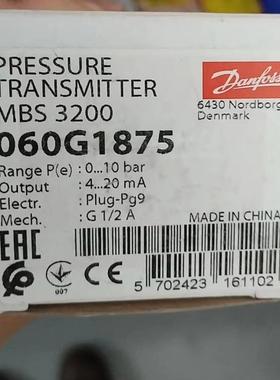 PRESSURE
TRANSMITTER
MBS 3200
060G1875
Danfoss
6430 Nordborg
Denmark
Range P(e) : 0...10 bar
Output : 4...20 mA
Electr. : Plug-Pg9
Mech. : G 1/2 A
MADE IN CHINA
EAC
007
5 702423 161102